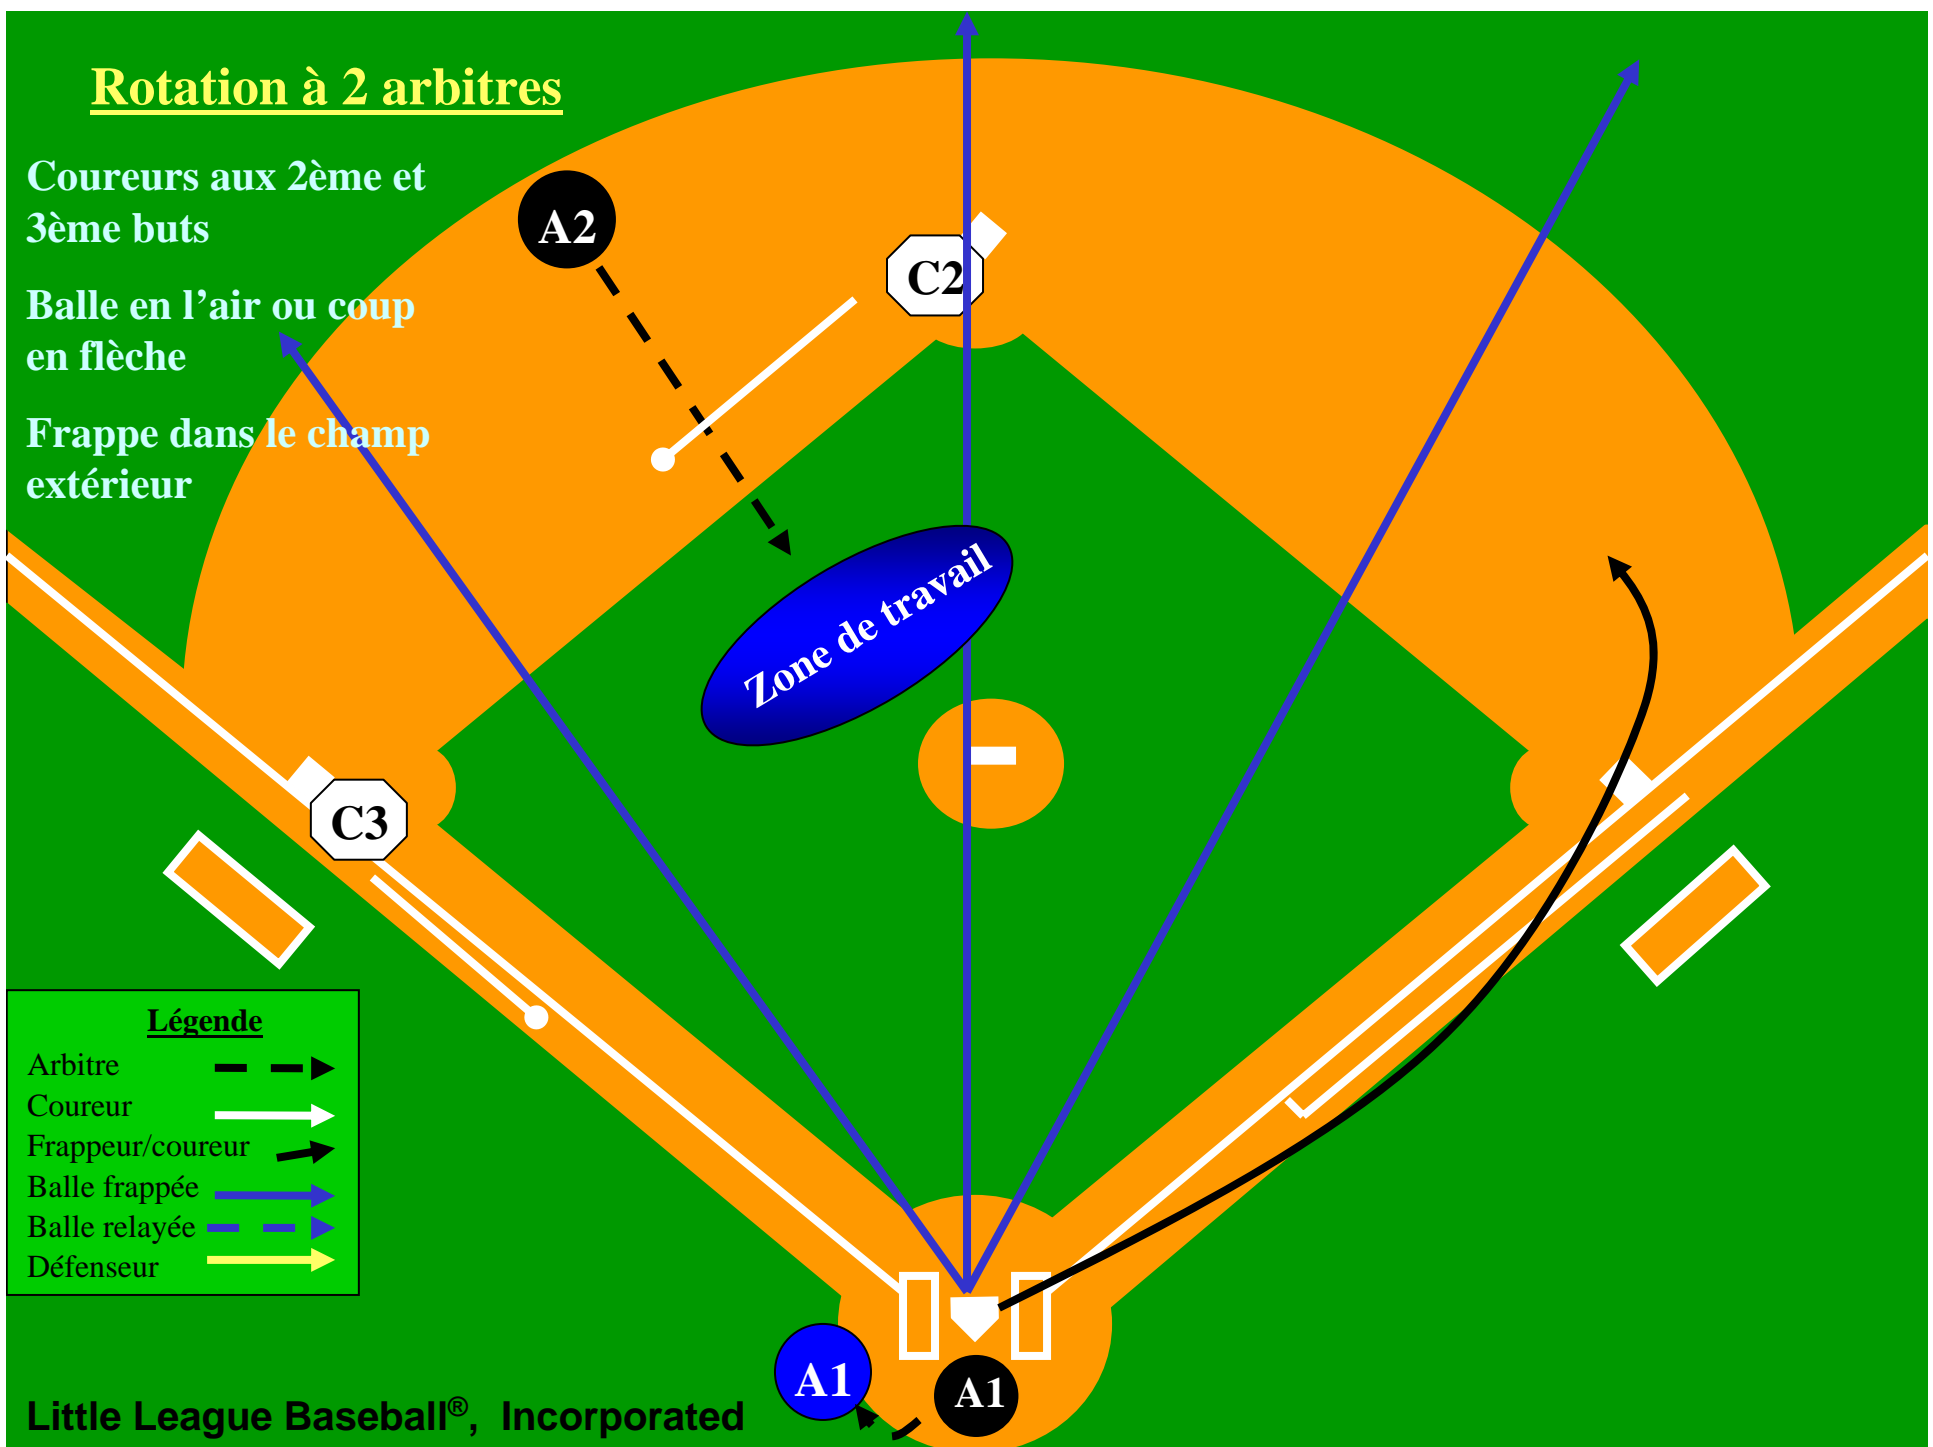 Rotation à 2 arbitres
Coureurs aux 2ème et
3ème buts
Balle en l’air ou coup
en flèche
Frappe dans le champ
extérieur
A2
C2
Zone de travail
C3
Légende
Arbitre
Coureur
Frappeur/coureur
Balle frappée
Balle relayée
Défenseur
A1
A1
Little League Baseball®, Incorporated